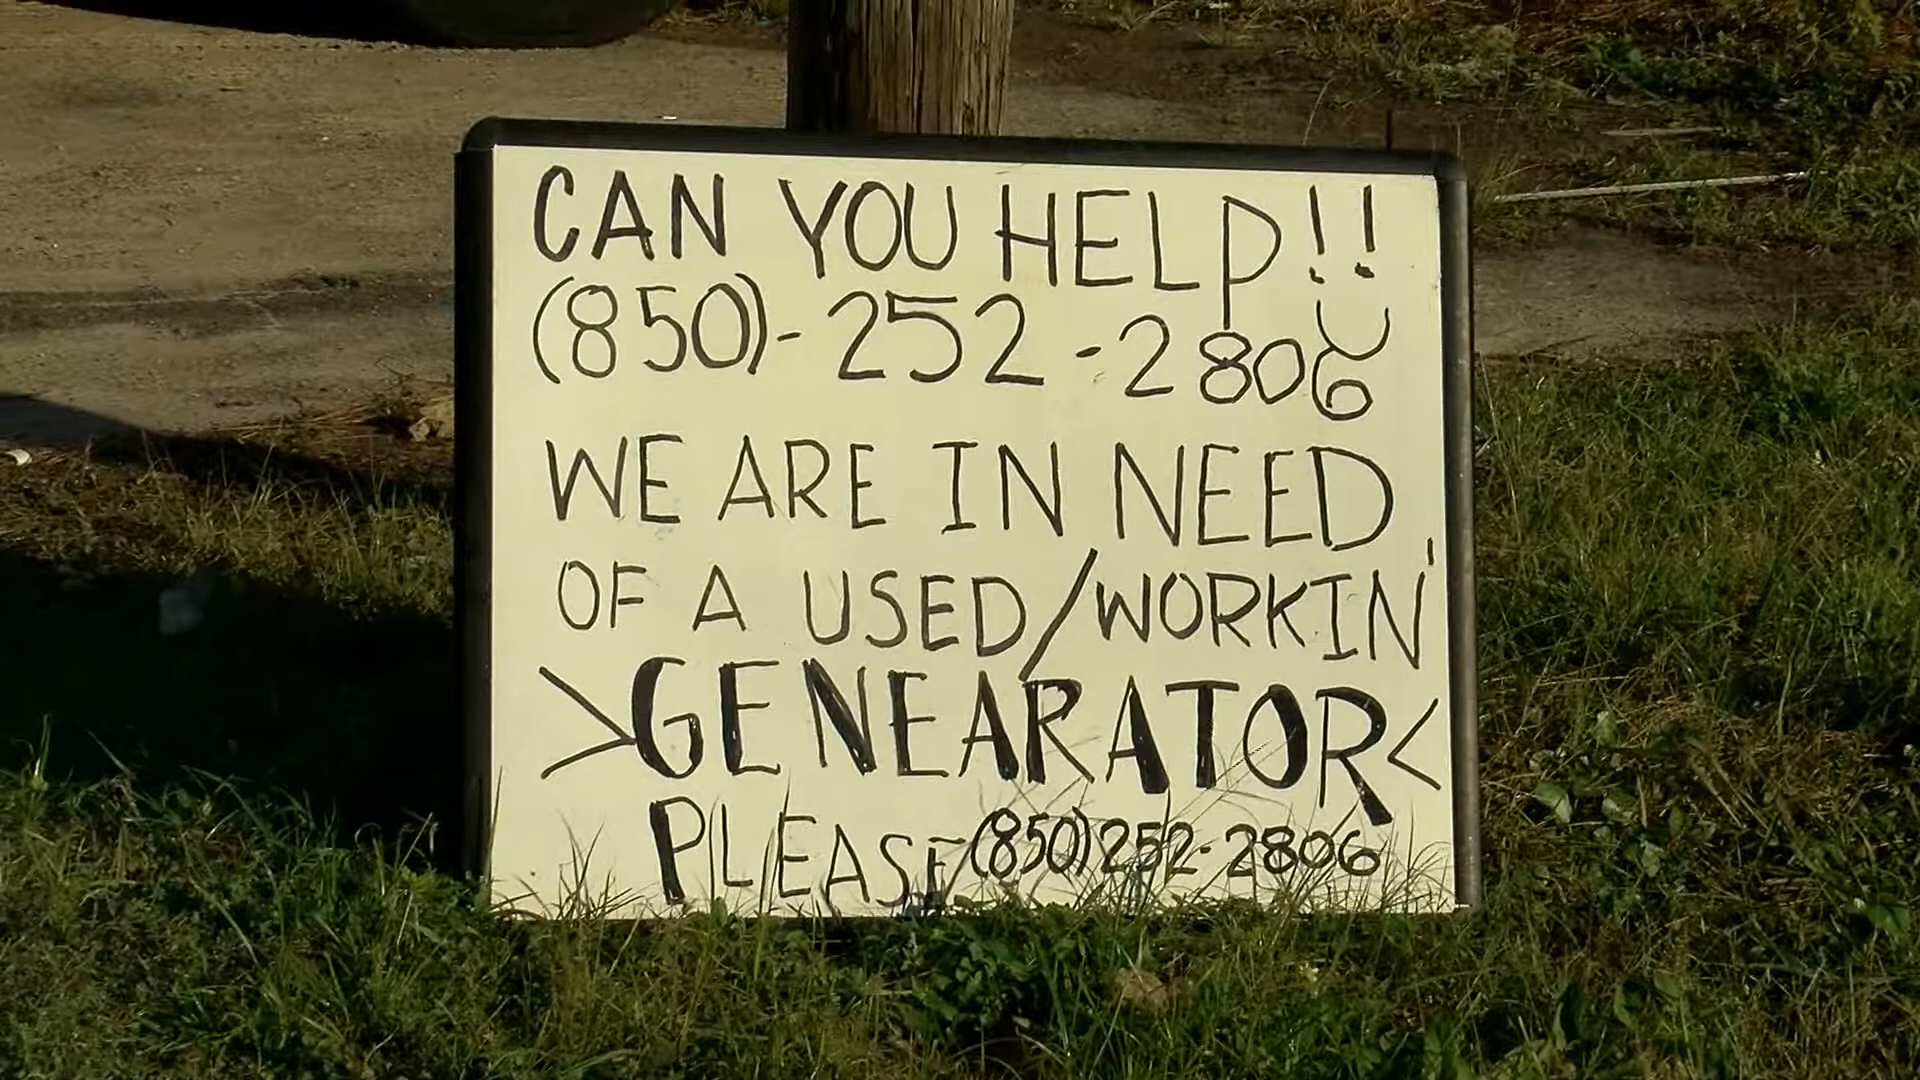 CAN YOU HELP!!
(850)-252-2806
WE ARE IN NEED
OF A USED/WORKIN'
>GENEARATOR<
PLEASE (850)252-2806